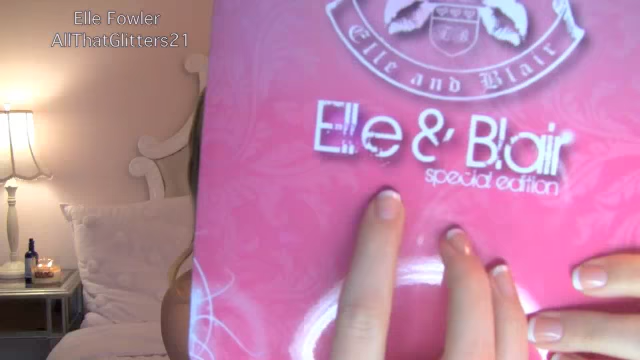 Elle Fowler
AllThatGlitters21
E B
Elle and Blair
Elle & Blair
special edition